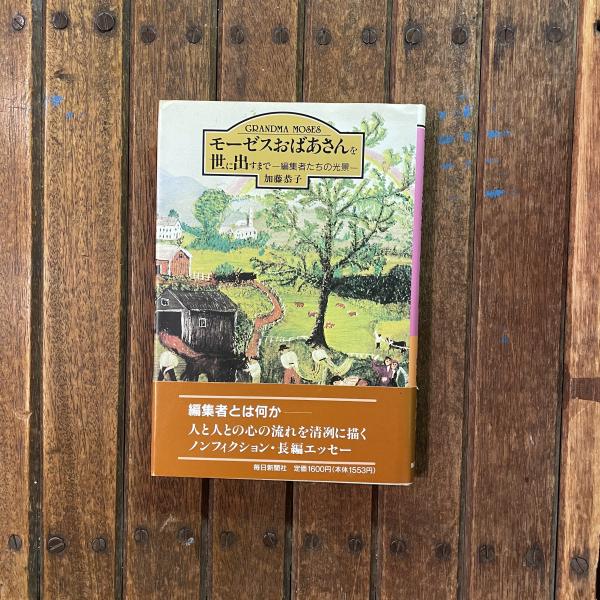 GRANDMA MOSES
モーゼスおばあさんを
世に出すまで—編集者たちの光景—
加藤恭子
編集者とは何か——
人と人との心の流れを清冽に描く
ノンフィクション・長編エッセー
毎日新聞社 定価1600円(本体1553円)